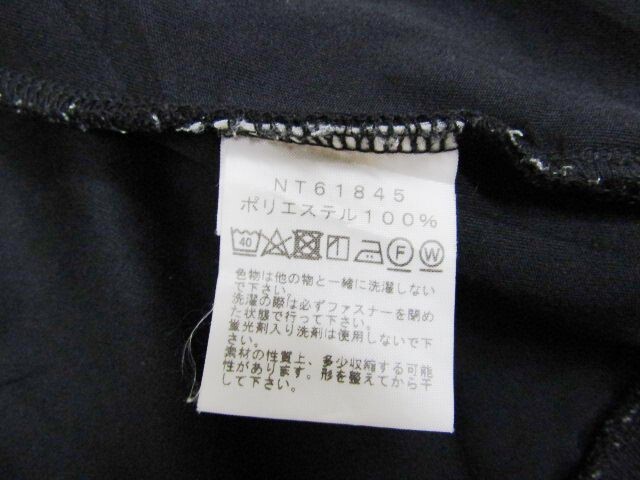 NT61845
ポリエステル100%
40 F W
色物は他の物と一緒に洗濯しない
で下さい。
洗濯の際は必ずファスナーを閉め
た状態で行って下さい。
蛍光剤入り洗剤は使用しないで下
さい。
素材の性質上、多少収縮する可能
性があります。形を整えてから干
して下さい。